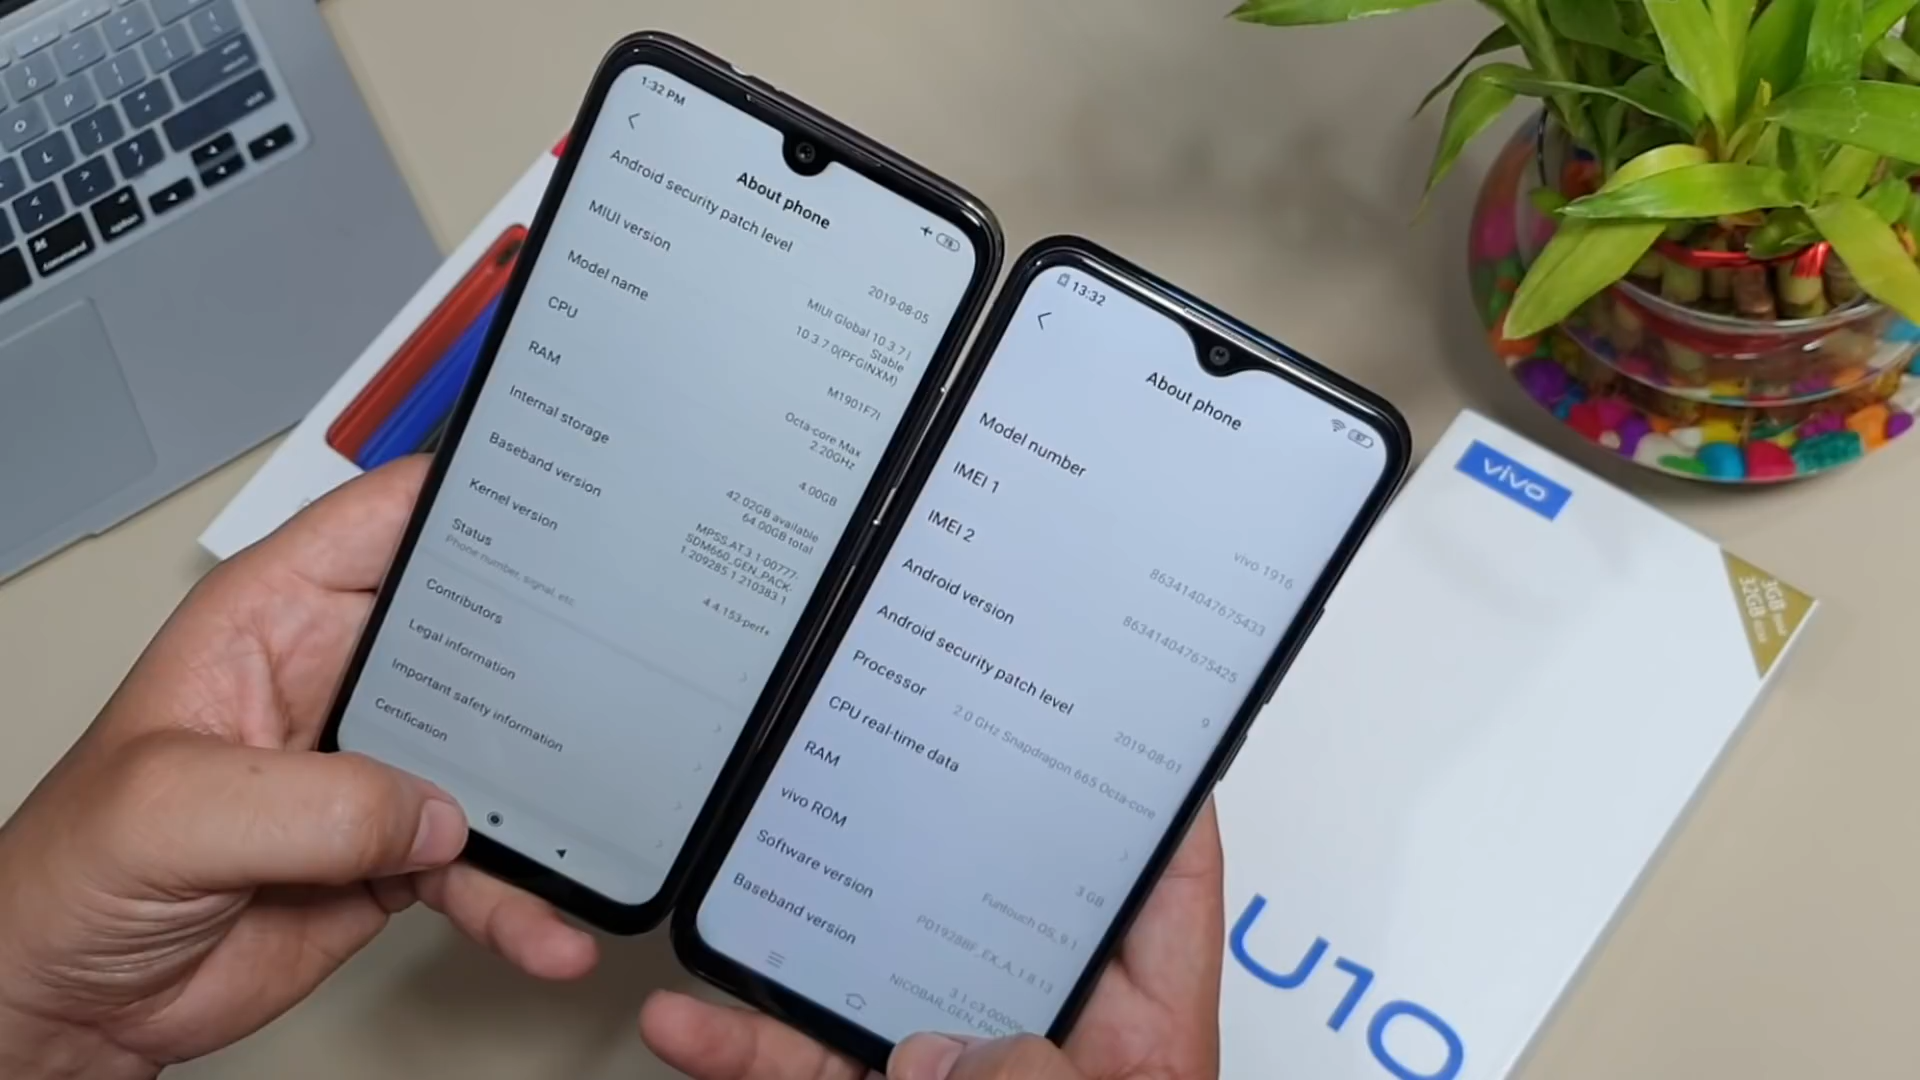 1:32 PM
About phone
Android security patch level
2019-08-05
MIUI version
MIUI Global 10.3.7 |
Stable
10.3.7.0(PFGINXM)
Model name
M1901F7I
CPU
Octa-core Max
2.20GHz
RAM
4.00GB
Internal storage
42.02GB available
64.00GB total
Baseband version
MPSS.AT.3.1-00777-
SDM660_GEN_PACK-
1.209285.1.210383.1
Kernel version
4.4.153-perf+
Status
Phone number, signal, etc.
Contributors
Legal information
Important safety information
Certification
13:32
About phone
Model number
vivo 1916
IMEI 1
863414047675433
IMEI 2
863414047675425
Android version
9
Android security patch level
2019-08-01
Processor
2.0 GHz Snapdragon 665 Octa-core
CPU real-time data
RAM
3 GB
vivo ROM
Funtouch OS_9.1
Software version
PD1928BF_EX_A_1.8.13
Baseband version
vivo
3GB
32GB
U10
command
option